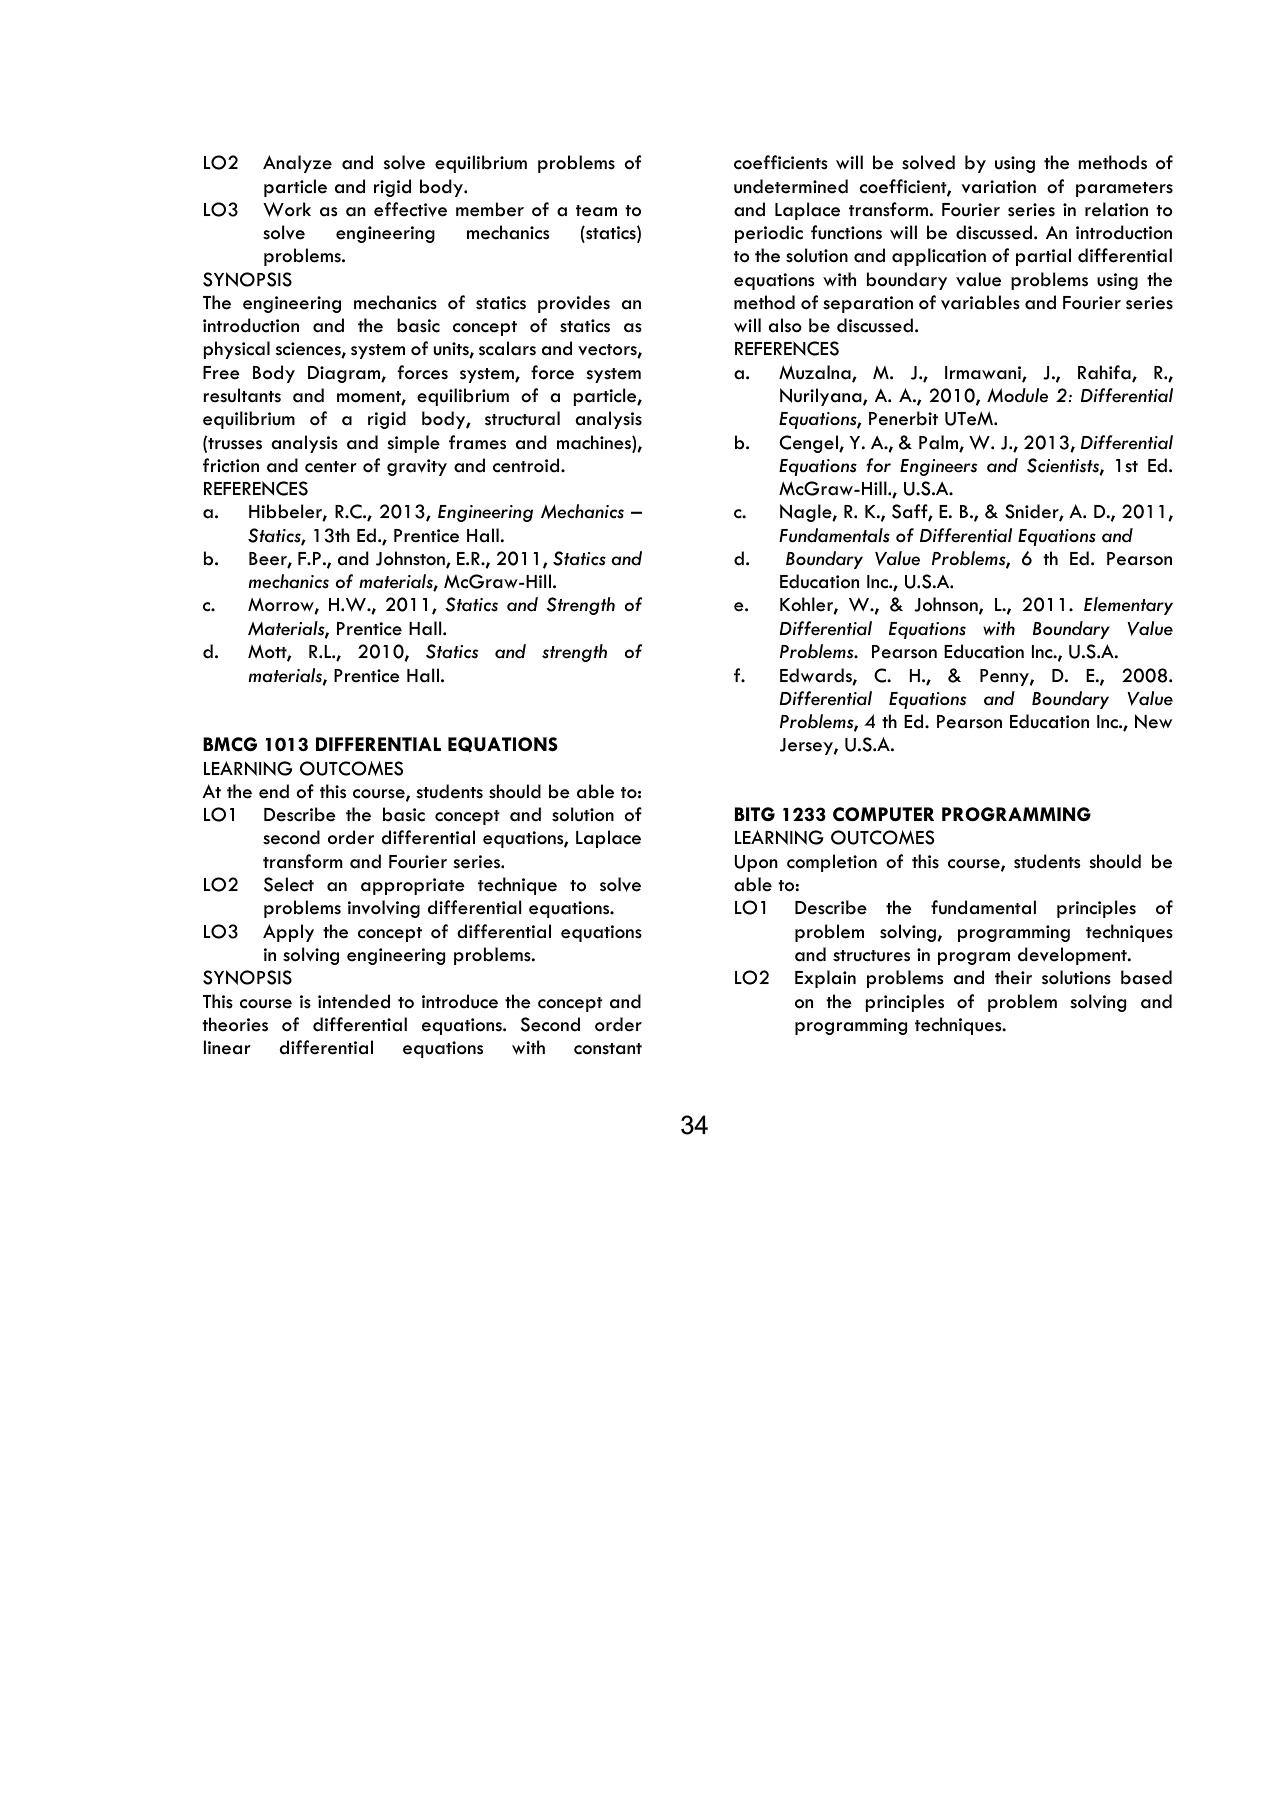 LO2 Analyze and solve equilibrium problems of
particle and rigid body.
LO3 Work as an effective member of a team to
solve engineering mechanics (statics)
problems.
SYNOPSIS
The engineering mechanics of statics provides an
introduction and the basic concept of statics as
physical sciences, system of units, scalars and vectors,
Free Body Diagram, forces system, force system
resultants and moment, equilibrium of a particle,
equilibrium of a rigid body, structural analysis
(trusses analysis and simple frames and machines),
friction and center of gravity and centroid.
REFERENCES
a. Hibbeler, R.C., 2013, Engineering Mechanics –
Statics, 13th Ed., Prentice Hall.
b. Beer, F.P., and Johnston, E.R., 2011, Statics and
mechanics of materials, McGraw-Hill.
c. Morrow, H.W., 2011, Statics and Strength of
Materials, Prentice Hall.
d. Mott, R.L., 2010, Statics and strength of
materials, Prentice Hall.
BMCG 1013 DIFFERENTIAL EQUATIONS
LEARNING OUTCOMES
At the end of this course, students should be able to:
LO1 Describe the basic concept and solution of
second order differential equations, Laplace
transform and Fourier series.
LO2 Select an appropriate technique to solve
problems involving differential equations.
LO3 Apply the concept of differential equations
in solving engineering problems.
SYNOPSIS
This course is intended to introduce the concept and
theories of differential equations. Second order
linear differential equations with constant
coefficients will be solved by using the methods of
undetermined coefficient, variation of parameters
and Laplace transform. Fourier series in relation to
periodic functions will be discussed. An introduction
to the solution and application of partial differential
equations with boundary value problems using the
method of separation of variables and Fourier series
will also be discussed.
REFERENCES
a. Muzalna, M. J., Irmawani, J., Rahifa, R.,
Nurilyana, A. A., 2010, Module 2: Differential
Equations, Penerbit UTeM.
b. Cengel, Y. A., & Palm, W. J., 2013, Differential
Equations for Engineers and Scientists, 1st Ed.
McGraw-Hill., U.S.A.
c. Nagle, R. K., Saff, E. B., & Snider, A. D., 2011,
Fundamentals of Differential Equations and
d. Boundary Value Problems, 6 th Ed. Pearson
Education Inc., U.S.A.
e. Kohler, W., & Johnson, L., 2011. Elementary
Differential Equations with Boundary Value
Problems. Pearson Education Inc., U.S.A.
f. Edwards, C. H., & Penny, D. E., 2008.
Differential Equations and Boundary Value
Problems, 4 th Ed. Pearson Education Inc., New
Jersey, U.S.A.
BITG 1233 COMPUTER PROGRAMMING
LEARNING OUTCOMES
Upon completion of this course, students should be
able to:
LO1 Describe the fundamental principles of
problem solving, programming techniques
and structures in program development.
LO2 Explain problems and their solutions based
on the principles of problem solving and
programming techniques.
34